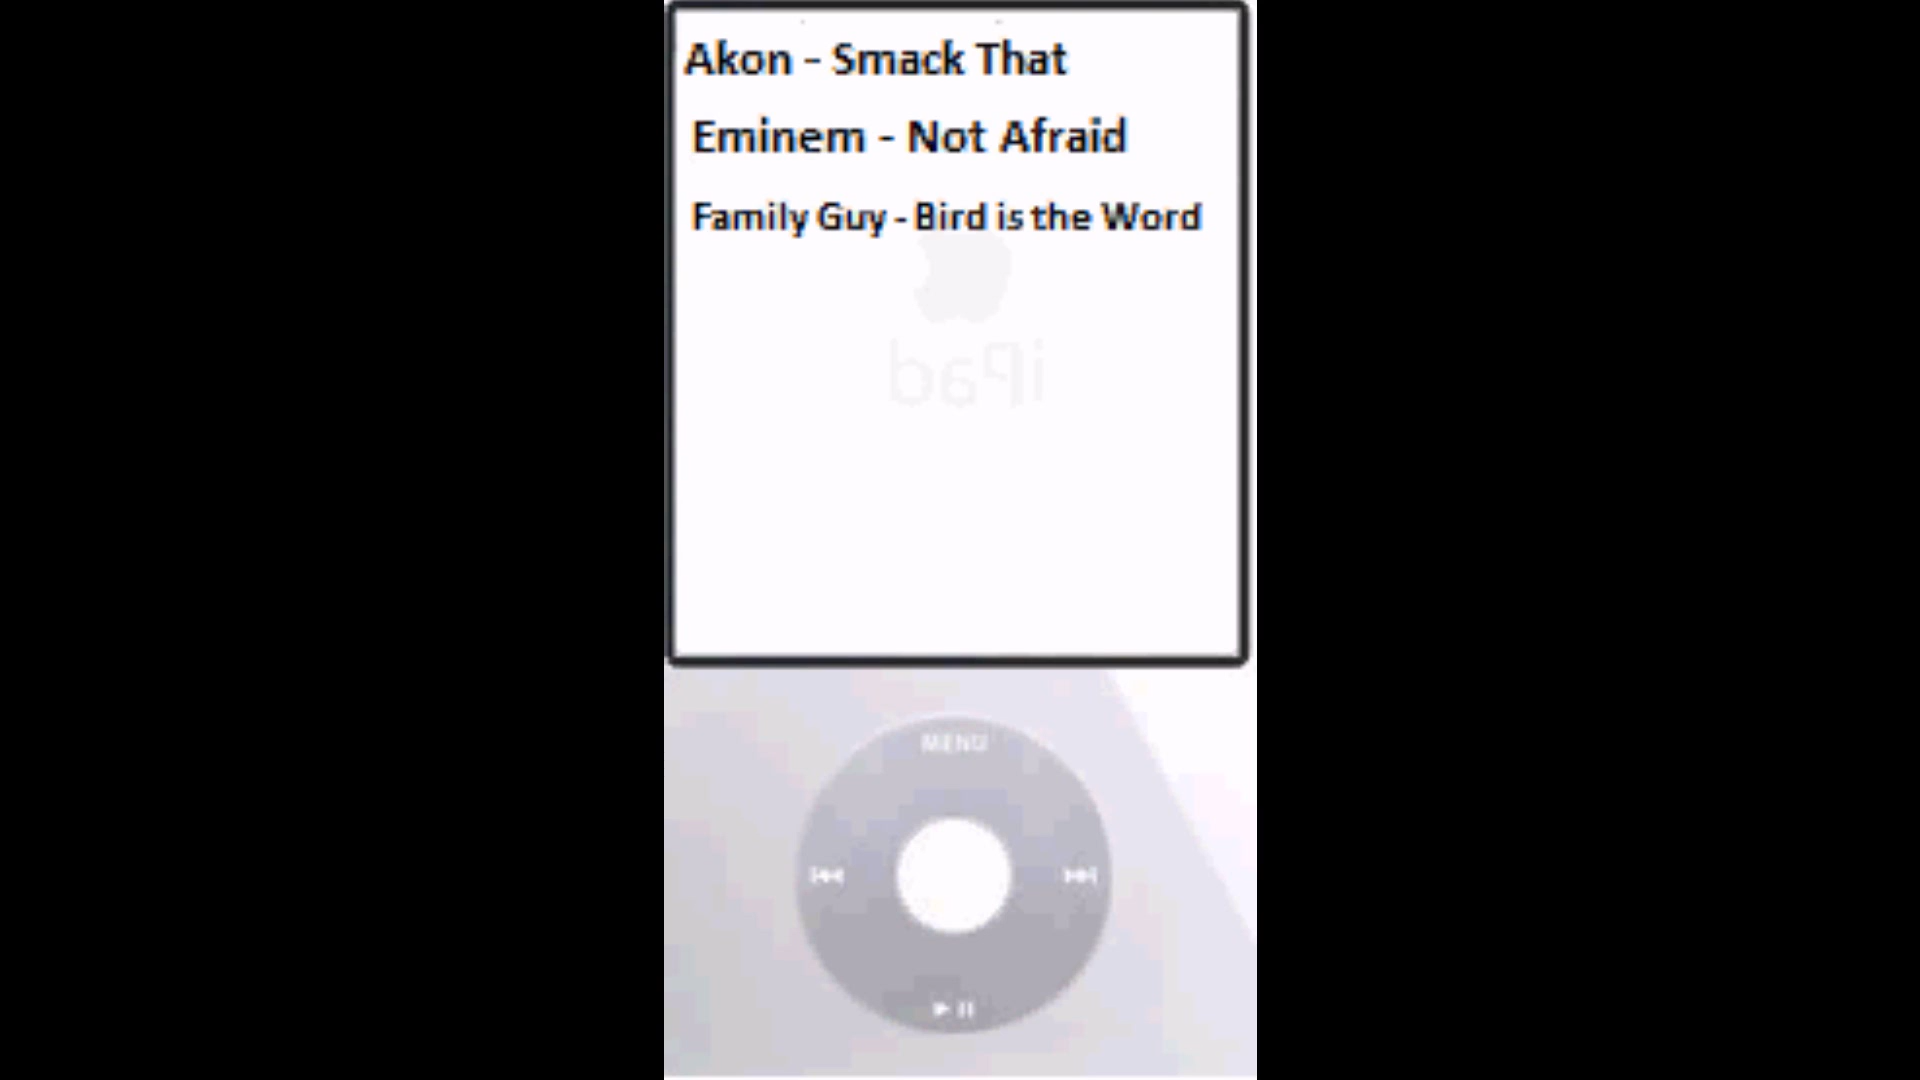 Akon - Smack That
Eminem - Not Afraid
Family Guy - Bird is the Word
iPad
MENU